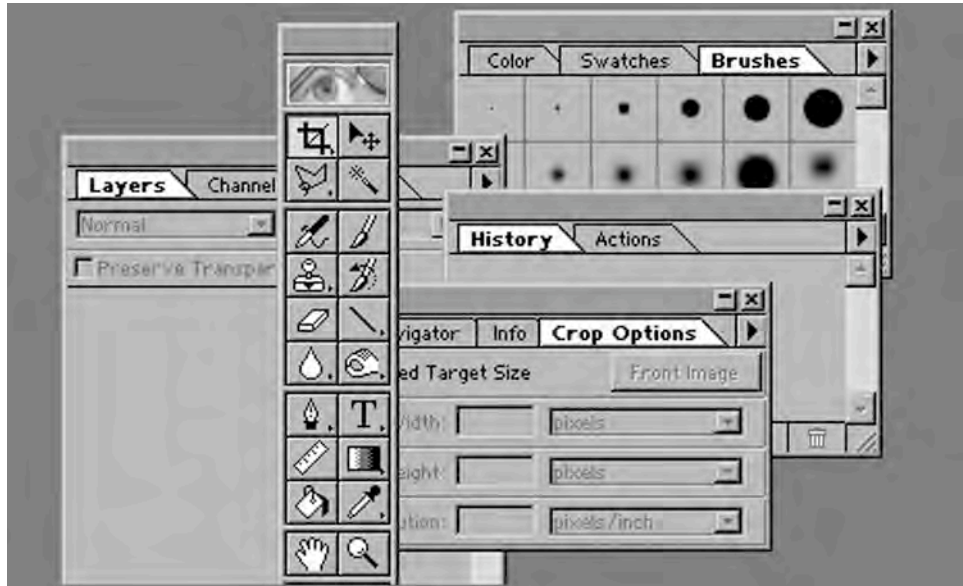 Color Swatches Brushes
Layers Channel
Normal
Preserve Transpar
History Actions
vigator Info Crop Options
ed Target Size Front Image
Width: pixels
eight: pixels
ution: pixels/inch
T